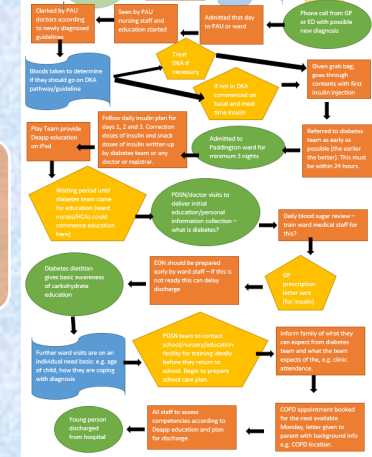 Phone call from GP
or ED with possible
new diagnosis
Admitted that day
to PAU or ward
Seen by PAU
nursing staff and
education started
Clerked by PAU
doctors according
to newly diagnosed
guidelines
Bloods taken to determine
if they should go on DKA
pathway/guideline
Treat
DKA if
necessary
If not in DKA
commenced on
basal and meal
time insulin
Given grab bag;
goes through
contents with first
insulin injection
Referred to diabetes
team as early as
possible (the earlier
the better). This must
be within 24 hours.
Admitted to
Paddington ward for
minimum 3 nights
Follow daily insulin plan for
days 1, 2 and 3. Correction
doses of insulin and snack
doses of insulin written up
by diabetes team or any
doctor or registrar.
Play Team provide
Deapp education
on iPad
Waiting period until
diabetes team come
for education (ward
nurses/HCAs could
commence education
here)
PDSN/doctor visits to
deliver initial
education/personal
information collection –
what is diabetes?
Daily blood sugar review –
train ward medical staff for
this?
GP
prescription
letter sent
(for insulin)
EDN should be prepared
early by ward staff – if this is
not ready this can delay
discharge
Diabetes dietitian
gives basic awareness
of carbohydrate
education
Further ward visits are on an
individual need basis: e.g. age
of child, how they are coping
with diagnosis
PDSN team to contact
school/nursery/education
facility for training ideally
before they return to
school. Begin to prepare
school care plan.
Inform family of what they
can expect from diabetes
team and what the team
expects of the, e.g. clinic
attendance.
COPD appointment booked
for the next available
Monday, letter given to
parent with background info
e.g. COPD location.
All staff to assess
competencies according to
Deapp education and plan
for discharge.
Young person
discharged
from hospital